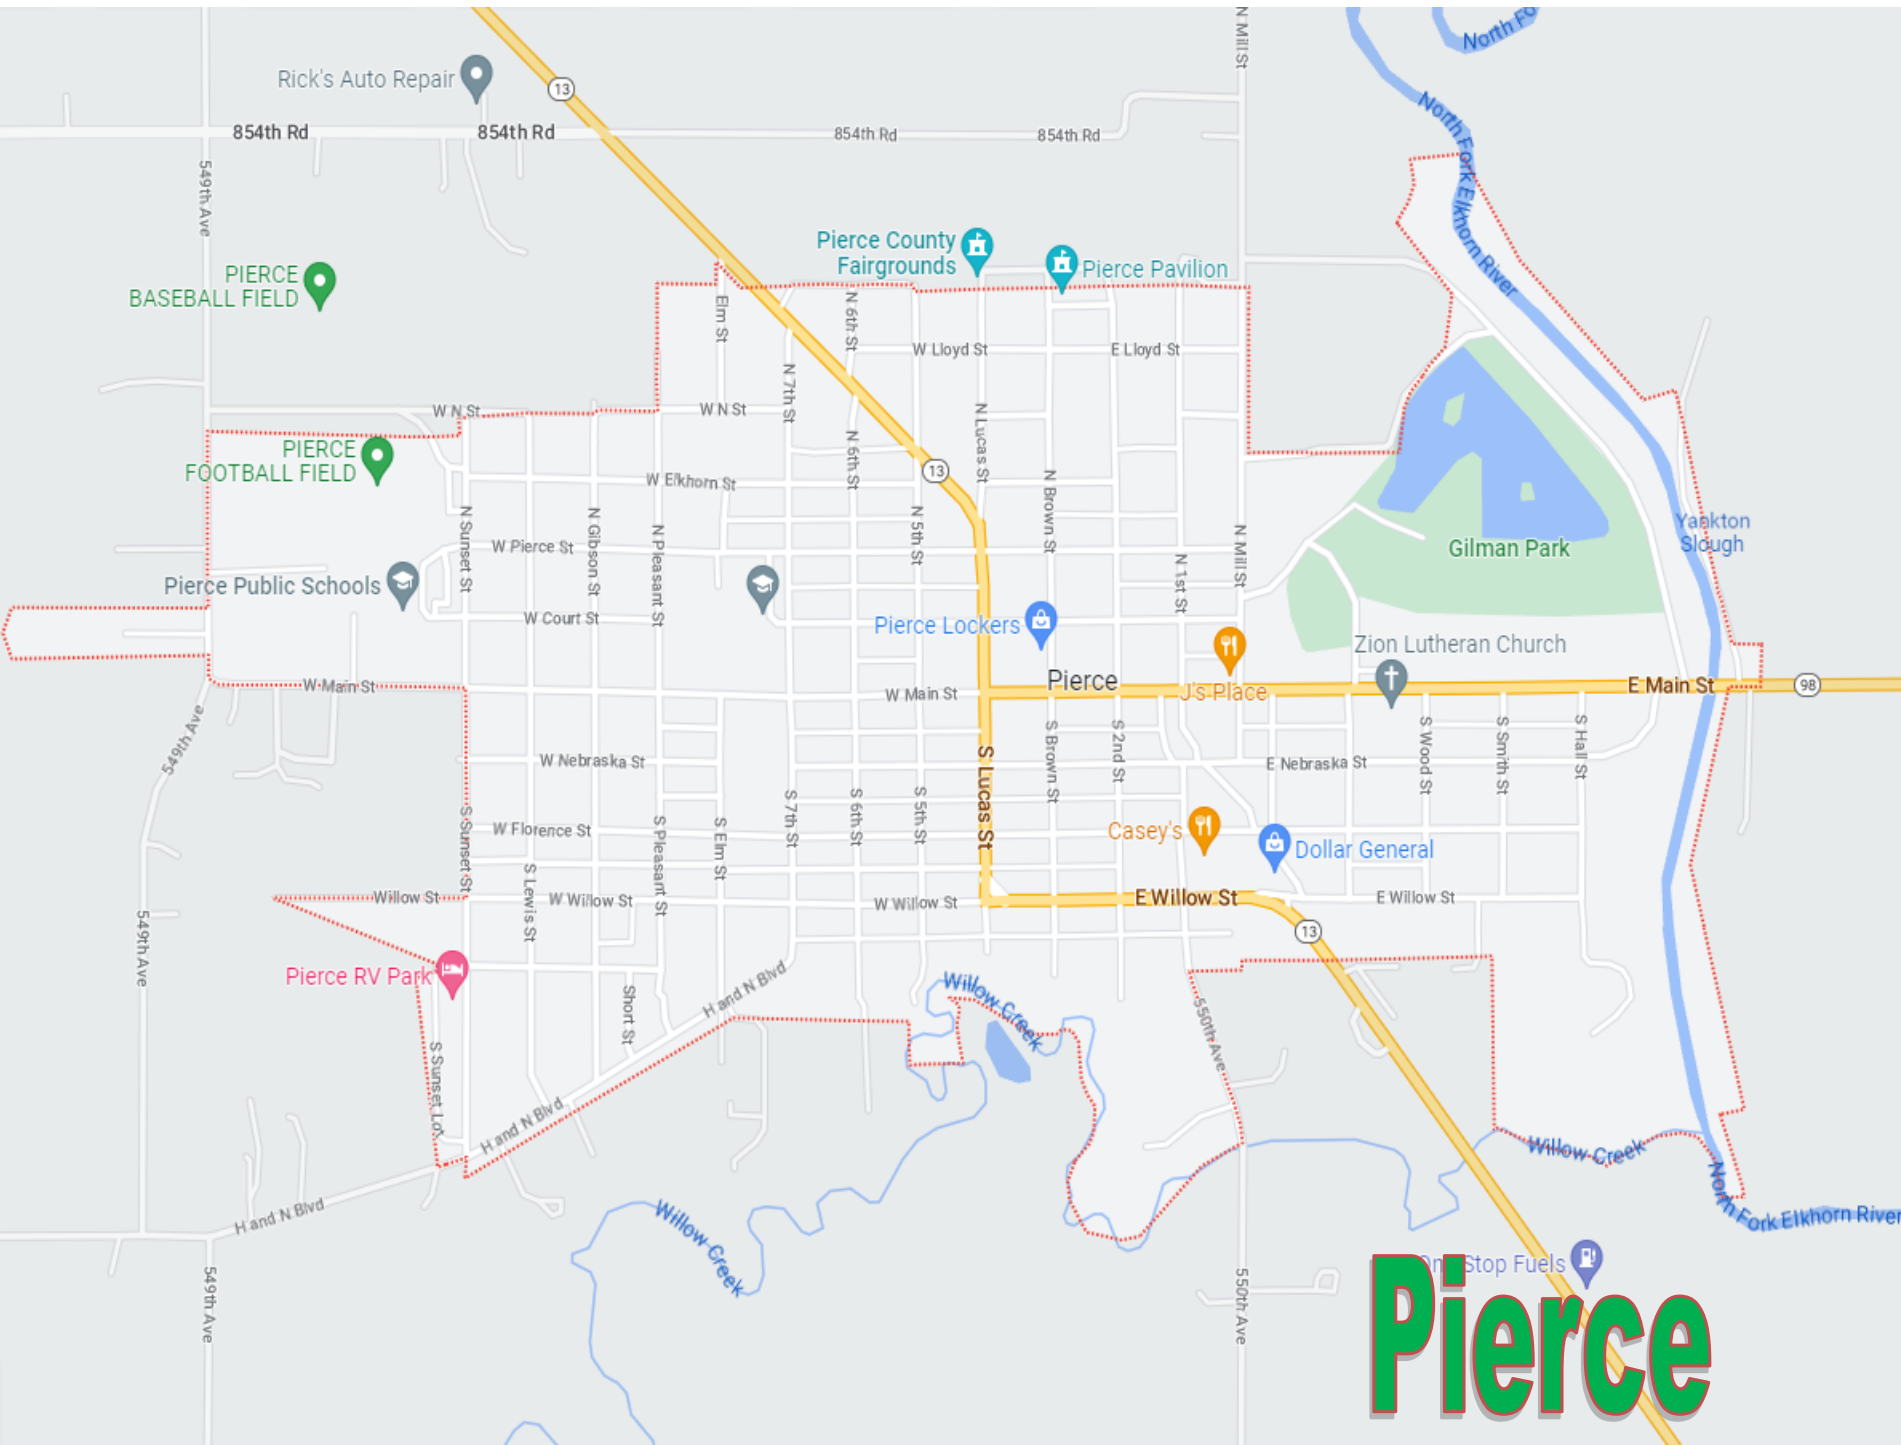 North Fo
N Mill St
Rick's Auto Repair
13
854th Rd
854th Rd
854th Rd
854th Rd
North Fork Elkhorn River
549th Ave
Pierce County
Fairgrounds
Pierce Pavilion
PIERCE
BASEBALL FIELD
Elm St
N 6th St
W Lloyd St
E Lloyd St
N 7th St
W N St
W N St
N Lucas St
PIERCE
FOOTBALL FIELD
N 6th St
13
W Elkhorn St
N Brown St
N Sunset St
N Gibson St
N Pleasant St
N 5th St
N Mill St
Yankton
Slough
W Pierce St
Gilman Park
N 1st St
Pierce Public Schools
W Court St
Pierce Lockers
Zion Lutheran Church
Pierce
W Main St
W Main St
J's Place
E Main St
98
549th Ave
S Lucas St
S Brown St
S 2nd St
S Wood St
S Smith St
S Hall St
W Nebraska St
E Nebraska St
S Sunset St
W Florence St
S Pleasant St
S Elm St
S 7th St
S 6th St
S 5th St
Casey's
Dollar General
S Lewis St
Willow St
W Willow St
W Willow St
E Willow St
E Willow St
13
549th Ave
Pierce RV Park
Short St
H and N Blvd
Willow Creek
550th Ave
S Sunset Lot
H and N Blvd
Willow Creek
H and N Blvd
Willow Creek
North Fork Elkhorn River
549th Ave
550th Ave
Stop Fuels
Pierce